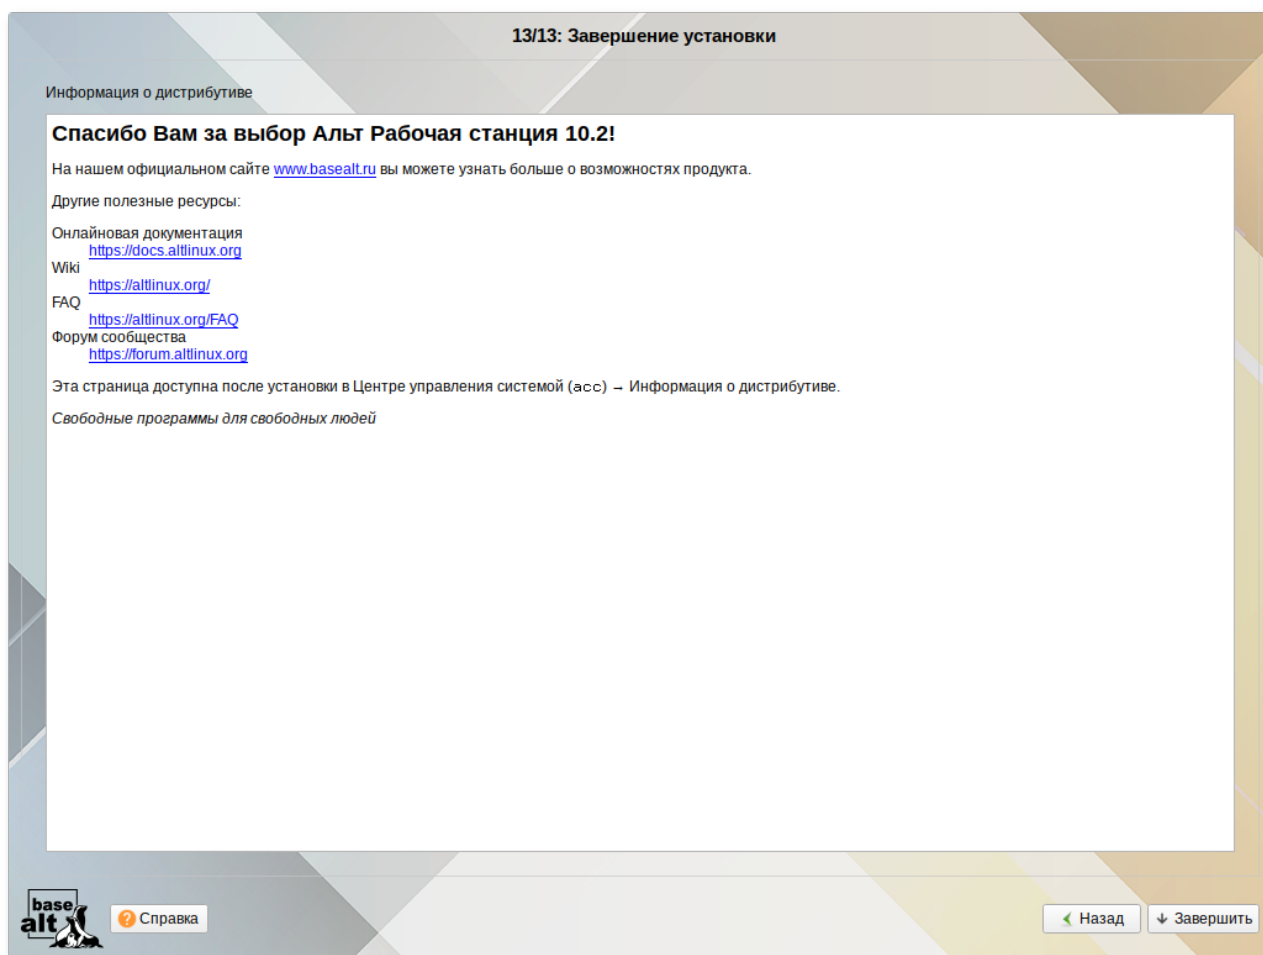 13/13: Завершение установки
Информация о дистрибутиве
Спасибо Вам за выбор Альт Рабочая станция 10.2!
На нашем официальном сайте www.basealt.ru вы можете узнать больше о возможностях продукта.
Другие полезные ресурсы:
Онлайновая документация
https://docs.altlinux.org
Wiki
https://altlinux.org/
FAQ
https://altlinux.org/FAQ
Форум сообщества
https://forum.altlinux.org
Эта страница доступна после установки в Центре управления системой (acc) → Информация о дистрибутиве.
Свободные программы для свободных людей
base
alt
Справка
Назад
Завершить